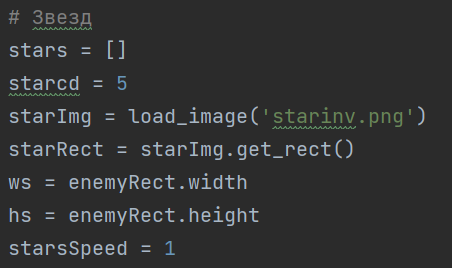 # Звезд
stars = []
starcd = 5
starImg = load_image('starinv.png')
starRect = starImg.get_rect()
ws = enemyRect.width
hs = enemyRect.height
starsSpeed = 1